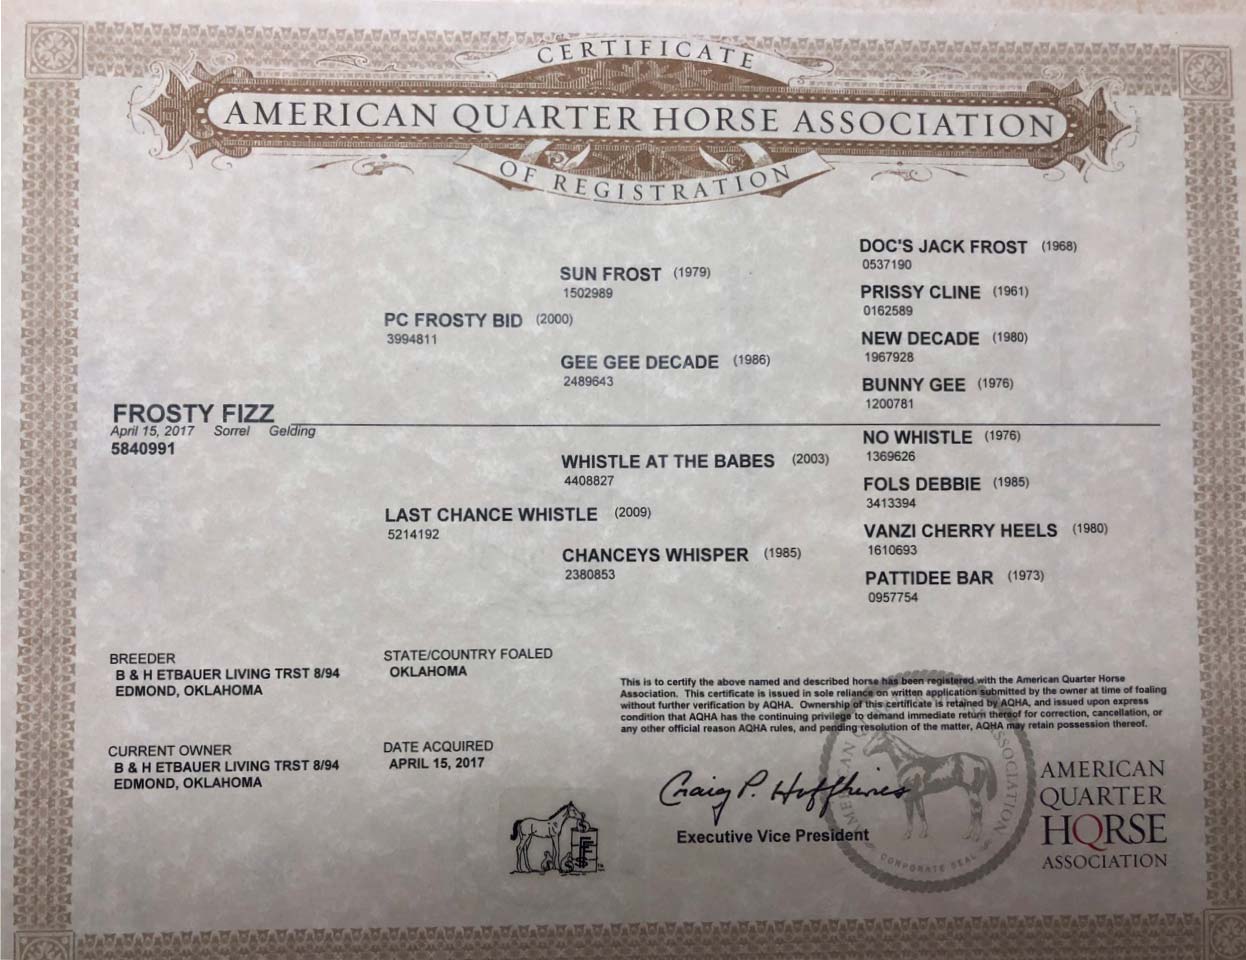 CERTIFICATE
AMERICAN QUARTER HORSE ASSOCIATION
OF REGISTRATION
DOC'S JACK FROST (1968)
0537190
SUN FROST (1979)
1502989
PRISSY CLINE (1961)
0162589
PC FROSTY BID (2000)
3994811
NEW DECADE (1980)
1967928
GEE GEE DECADE (1986)
2489643
BUNNY GEE (1976)
1200781
FROSTY FIZZ
April 15, 2017 Sorrel Gelding
5840991
NO WHISTLE (1976)
1369626
WHISTLE AT THE BABES (2003)
4408827
FOLS DEBBIE (1985)
3413394
LAST CHANCE WHISTLE (2009)
5214192
VANZI CHERRY HEELS (1980)
1610693
CHANCEYS WHISPER (1985)
2380853
PATTIDEE BAR (1973)
0957754
BREEDER
B & H ETBAUER LIVING TRST 8/94
EDMOND, OKLAHOMA
STATE/COUNTRY FOALED
OKLAHOMA
CURRENT OWNER
B & H ETBAUER LIVING TRST 8/94
EDMOND, OKLAHOMA
DATE ACQUIRED
APRIL 15, 2017
This is to certify the above named and described horse has been registered with the American Quarter Horse
Association. This certificate is issued in sole reliance on written application submitted by the owner at time of foaling
without further verification by AQHA. Ownership of this certificate is retained by AQHA, and issued upon express
condition that AQHA has the continuing privilege to demand immediate return thereof for correction, cancellation, or
any other official reason AQHA rules, and pending resolution of the matter, AQHA may retain possession thereof.
Craig P. Huffhines
Executive Vice President
CORPORATE SEAL
AMERICAN
QUARTER
HORSE
ASSOCIATION